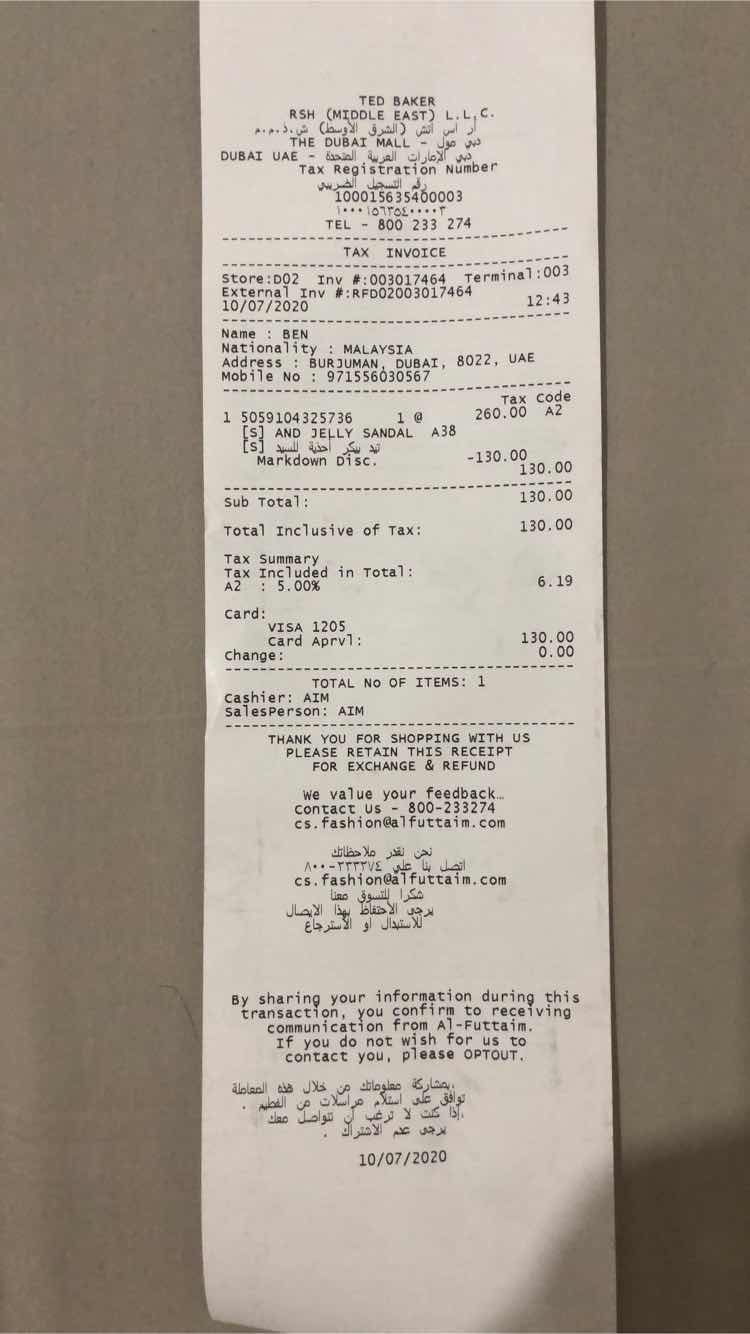 TED BAKER
RSH (MIDDLE EAST) L.L.C.
ار اس اتش (الشرق الأوسط) ش.ذ.م.م
THE DUBAI MALL - دبي مول
DUBAI UAE - دبي الإمارات العربية المتحدة
Tax Registration Number
رقم التسجيل الضريبي
100015635400003
١٠٠٠١٥٦٣٥٤٠٠٠٠٣
TEL - 800 233 274
TAX INVOICE
Store:D02 Inv #:003017464 Terminal:003
External Inv #:RFD02003017464
10/07/2020 12:43
Name : BEN
Nationality : MALAYSIA
Address : BURJUMAN, DUBAI, 8022, UAE
Mobile No : 971556030567
Tax Code
1 5059104325736 1 @ 260.00 A2
[S] AND JELLY SANDAL A38
[S] تيد بيكر أحذية للسيد
Markdown Disc. -130.00
130.00
Sub Total: 130.00
Total Inclusive of Tax: 130.00
Tax Summary
Tax Included in Total:
A2 : 5.00% 6.19
Card:
VISA 1205
Card Aprvl: 130.00
Change: 0.00
TOTAL No OF ITEMS: 1
Cashier: AIM
SalesPerson: AIM
THANK YOU FOR SHOPPING WITH US
PLEASE RETAIN THIS RECEIPT
FOR EXCHANGE & REFUND
We value your feedback…
Contact Us - 800-233274
cs.fashion@alfuttaim.com
نحن نقدر ملاحظاتك
اتصل بنا علي ٢٣٣٢٧٤-٨٠٠
cs.fashion@alfuttaim.com
شكرا للتسوق معنا
يرجى الاحتفاظ بهذا الايصال
للاستبدال او الاسترجاع
By sharing your information during this
transaction, you confirm to receiving
communication from Al-Futtaim.
If you do not wish for us to
contact you, please OPTOUT.
بمشاركة معلوماتك من خلال هذه المعاملة،
توافق على استلام مراسلات من الفطيم .
إذا كنت لا ترغب أن نتواصل معك،
يرجى عدم الاشتراك .
10/07/2020